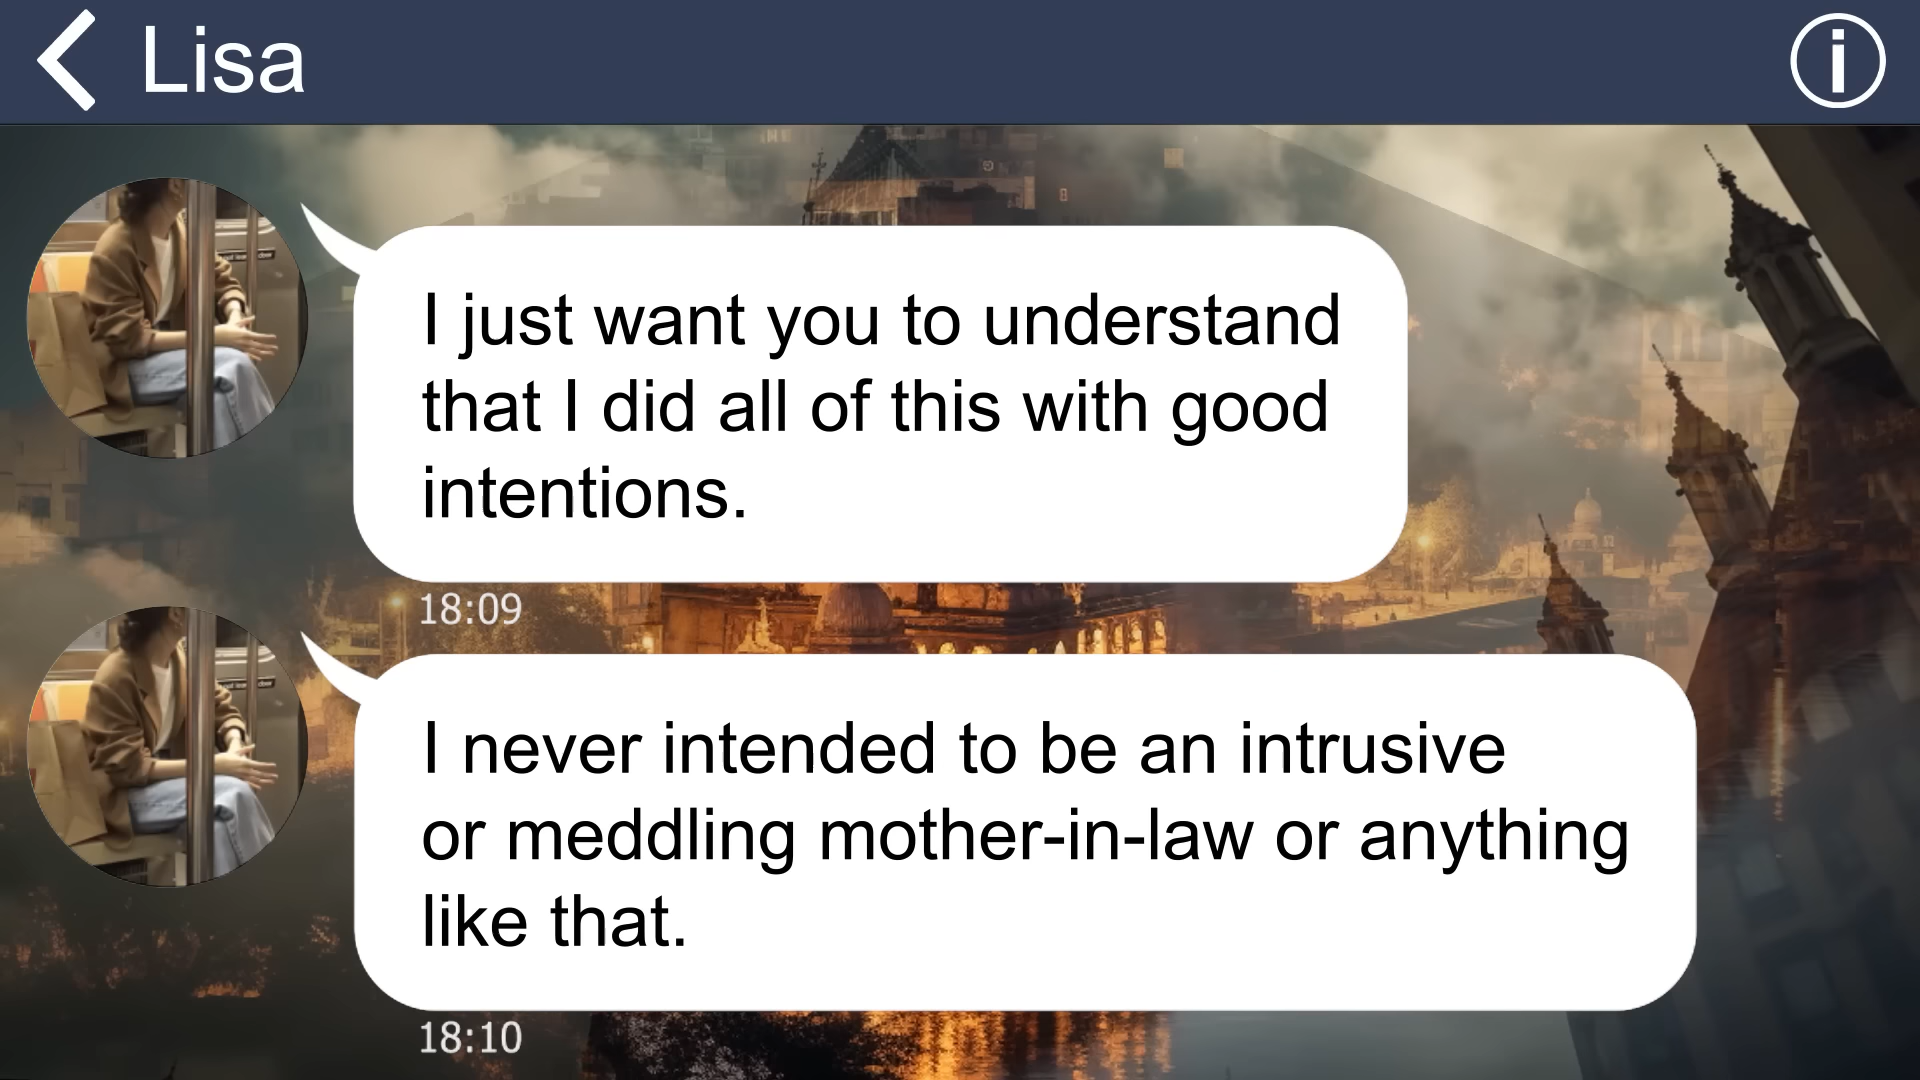 Lisa
I just want you to understand
that I did all of this with good
intentions.
18:09
I never intended to be an intrusive
or meddling mother-in-law or anything
like that.
18:10